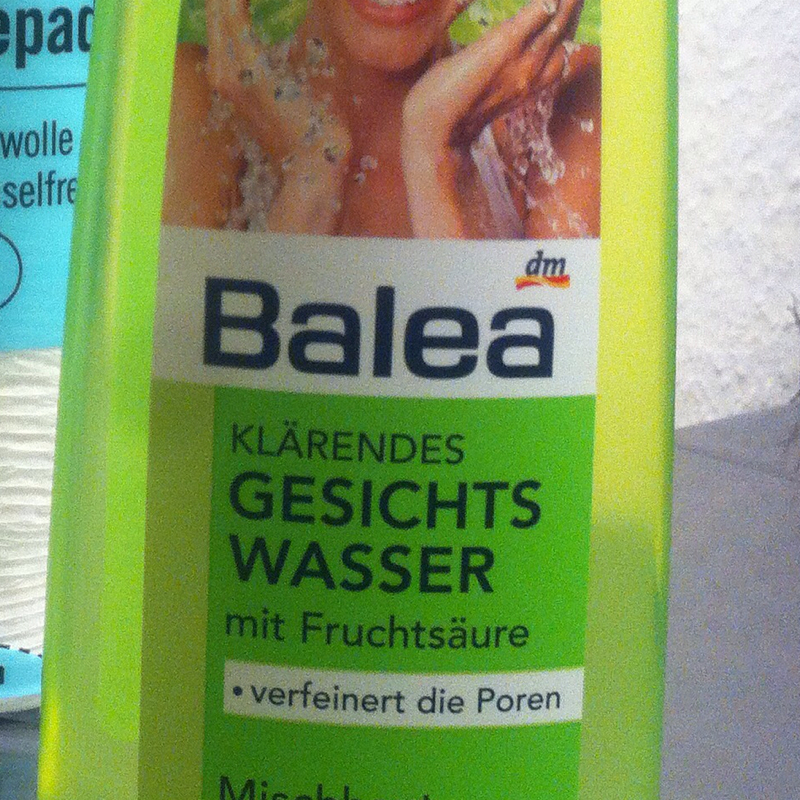 dm
Balea
KLÄRENDES
GESICHTS
WASSER
mit Fruchtsäure
• verfeinert die Poren